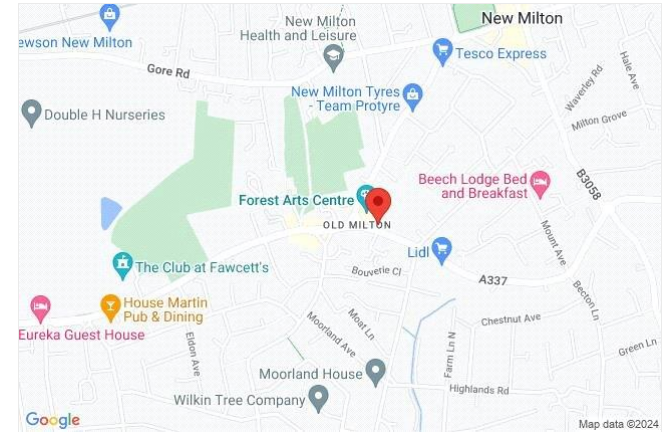 New Milton
New Milton
Health and Leisure
ewson New Milton
Tesco Express
Gore Rd
Hale Ave
Waverley Rd
New Milton Tyres
- Team Protyre
Double H Nurseries
Milton Grove
B3058
Beech Lodge Bed
and Breakfast
Forest Arts Centre
OLD MILTON
Mount Ave
Lidl
The Club at Fawcett's
Bouverie Cl
A337
House Martin
Pub & Dining
Eureka Guest House
Becton Ln
Moat Ln
Moorland Ave
Chestnut Ave
Eldon Ave
Farm Ln N
Green Ln
Moorland House
Highlands Rd
Wilkin Tree Company
Google
Map data ©2024